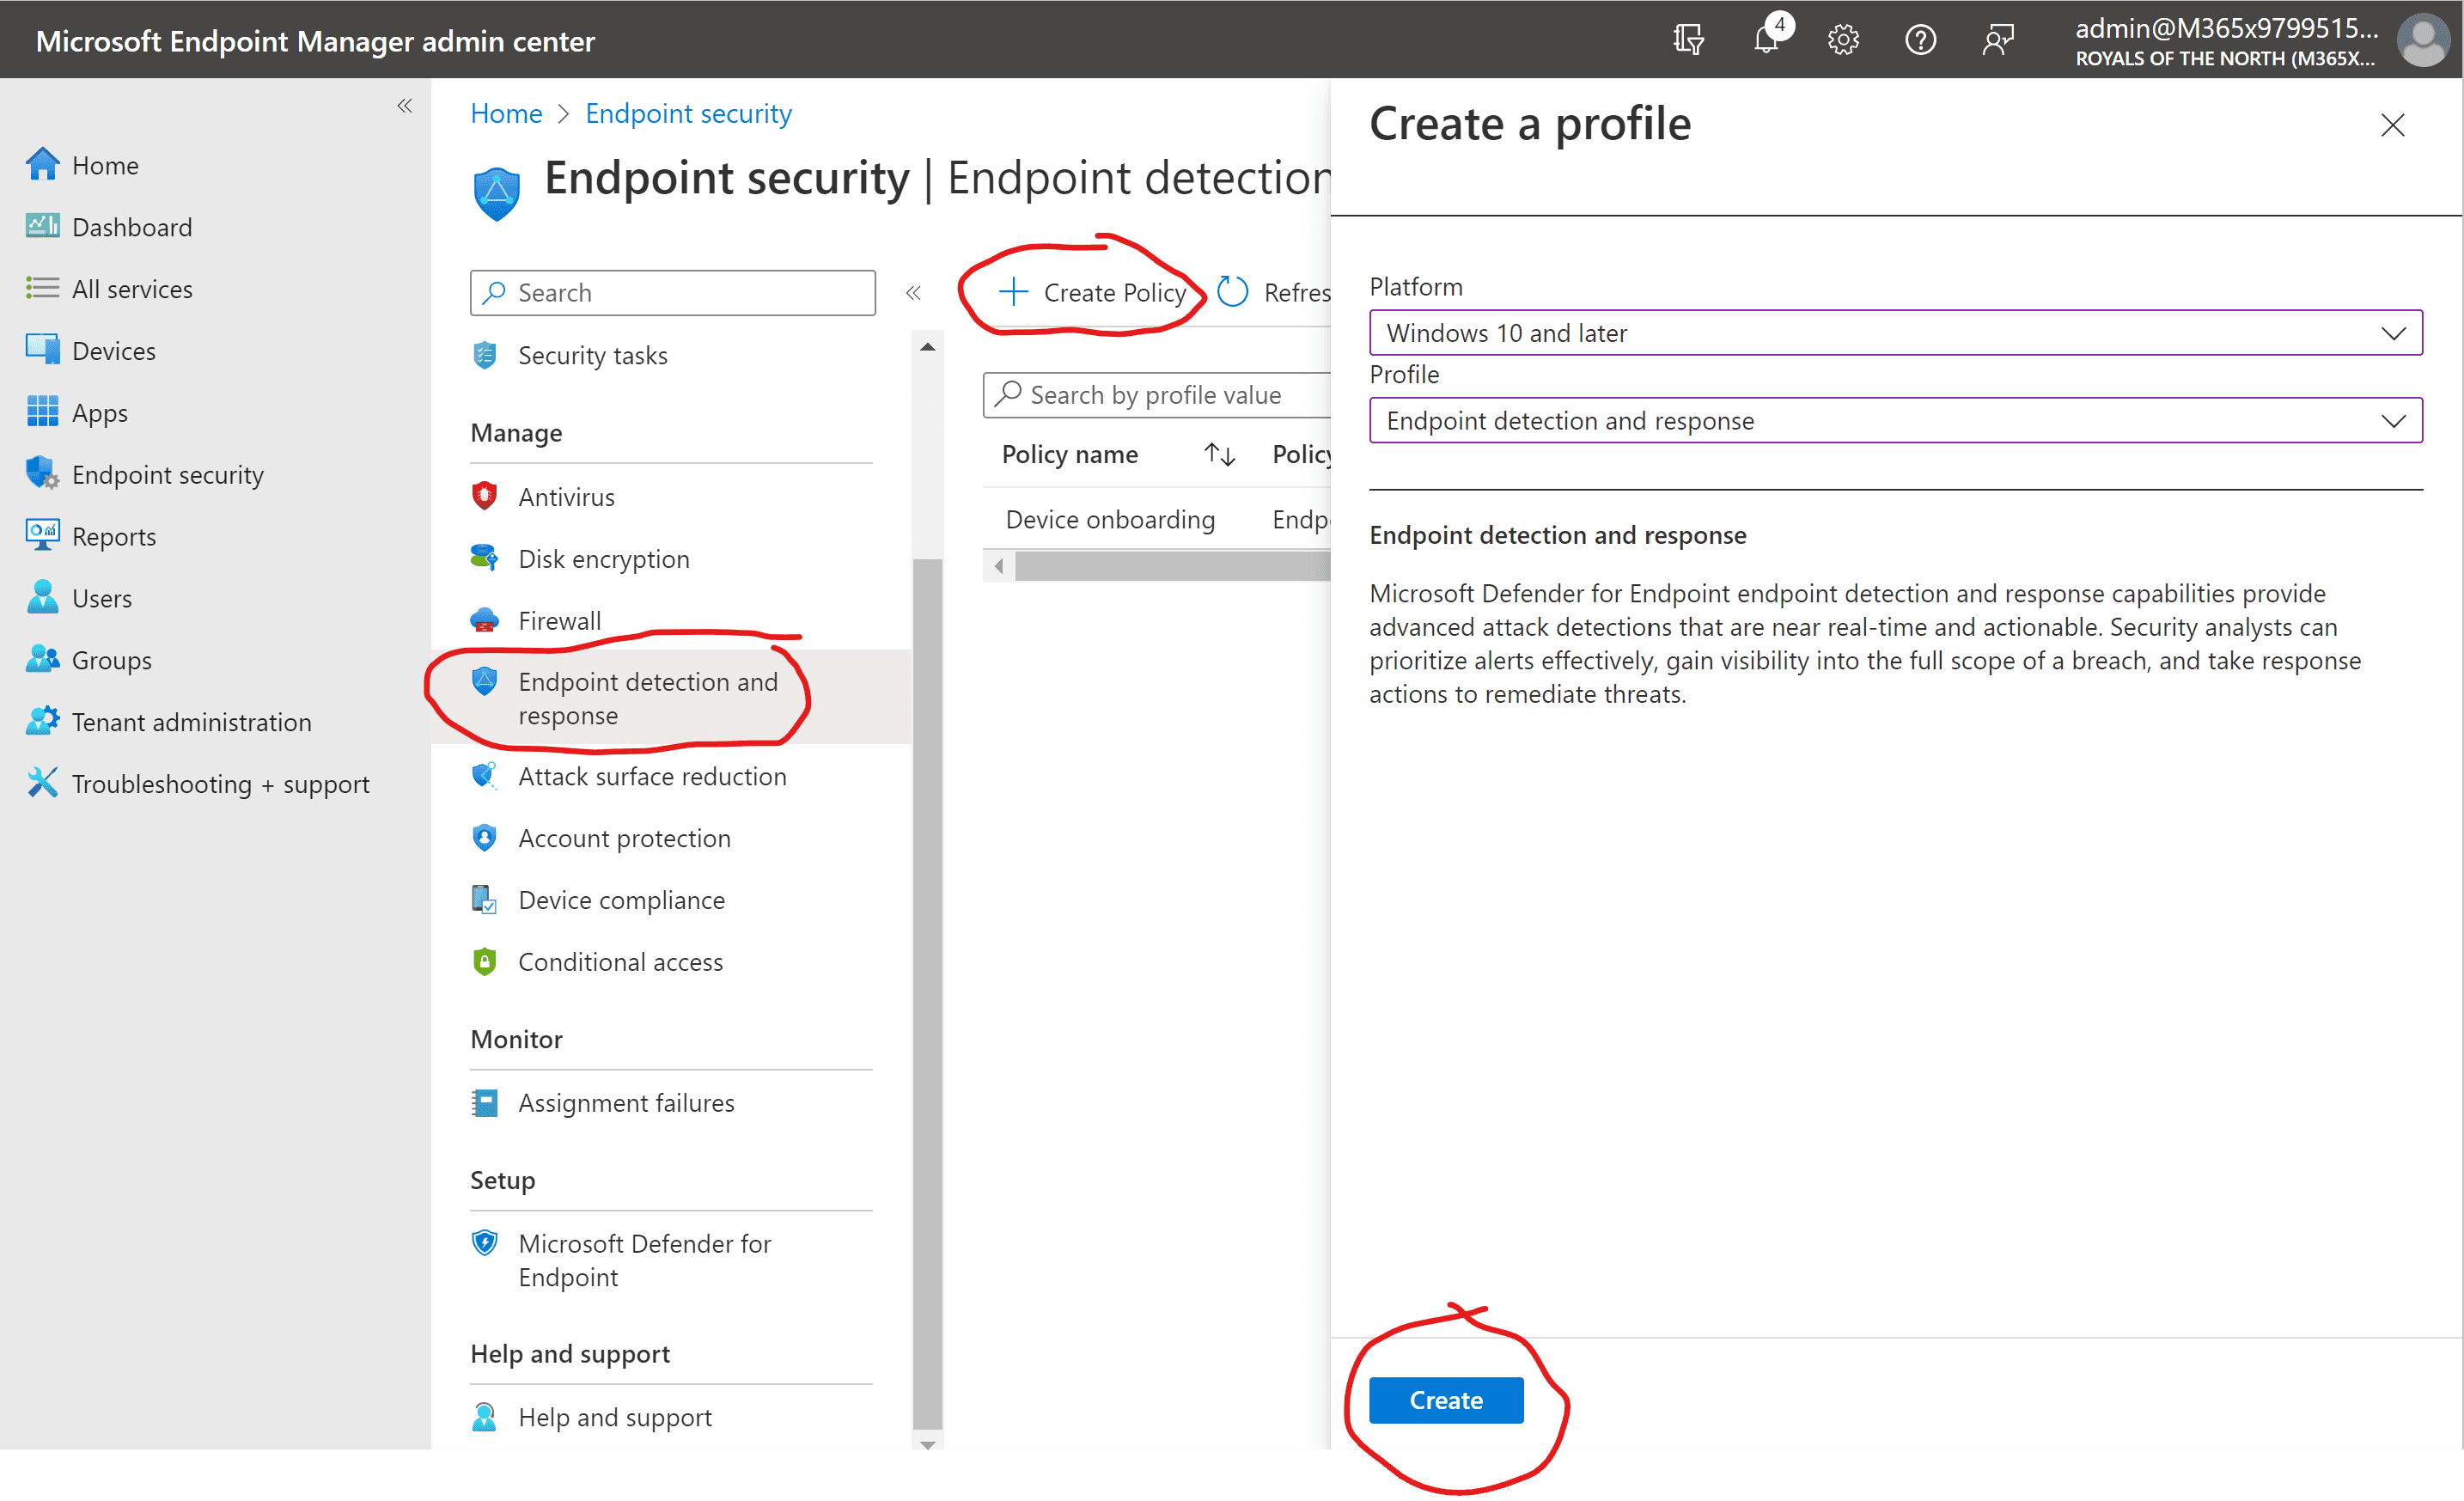 Microsoft Endpoint Manager admin center
4
admin@M365x9799515...
ROYALS OF THE NORTH (M365X...
Home
Dashboard
All services
Devices
Apps
Endpoint security
Reports
Users
Groups
Tenant administration
Troubleshooting + support
Home > Endpoint security
Endpoint security | Endpoint detection
Search
Security tasks
Manage
Antivirus
Disk encryption
Firewall
Endpoint detection and
response
Attack surface reduction
Account protection
Device compliance
Conditional access
Monitor
Assignment failures
Setup
Microsoft Defender for
Endpoint
Help and support
Help and support
Create Policy
Refres
Search by profile value
Policy name
Policy
Device onboarding
Endp
Create a profile
Platform
Windows 10 and later
Profile
Endpoint detection and response
Endpoint detection and response
Microsoft Defender for Endpoint endpoint detection and response capabilities provide
advanced attack detections that are near real-time and actionable. Security analysts can
prioritize alerts effectively, gain visibility into the full scope of a breach, and take response
actions to remediate threats.
Create